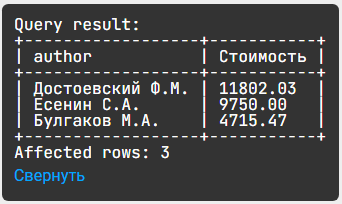 Query result:
+------------------+-----------+
| author           | Стоимость |
+------------------+-----------+
| Достоевский Ф.М. | 11802.03  |
| Есенин С.А.      | 9750.00   |
| Булгаков М.А.    | 4715.47   |
+------------------+-----------+
Affected rows: 3
Свернуть